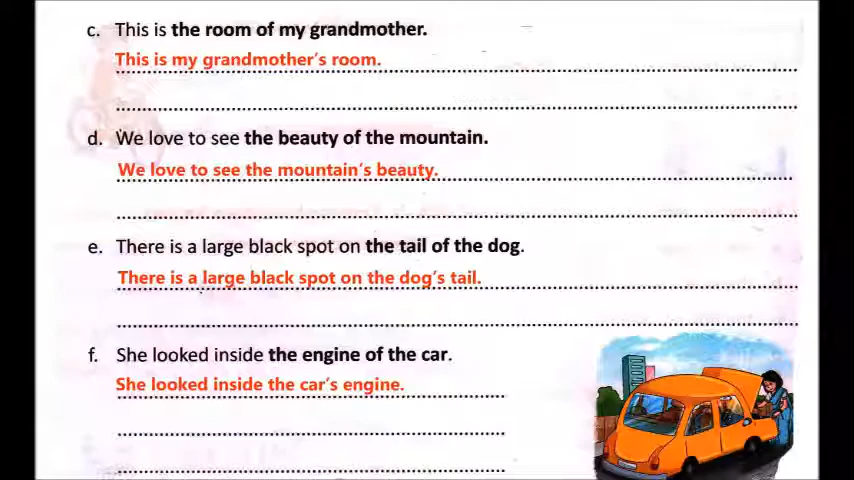 c. This is the room of my grandmother.
This is my grandmother's room.
d. We love to see the beauty of the mountain.
We love to see the mountain's beauty.
e. There is a large black spot on the tail of the dog.
There is a large black spot on the dog's tail.
f. She looked inside the engine of the car.
She looked inside the car's engine.